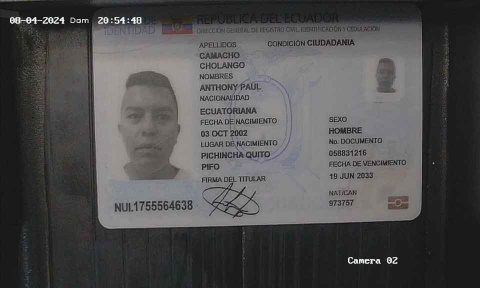 08-04-2024 Dom 20:54:48
REPÚBLICA DEL ECUADOR
IDENTIDAD
DIRECCIÓN GENERAL DE REGISTRO CIVIL, IDENTIFICACIÓN Y CEDULACIÓN
APELLIDOS
CONDICIÓN CIUDADANIA
CAMACHO
CHOLANGO
NOMBRES
ANTHONY PAUL
NACIONALIDAD
ECUATORIANA
FECHA DE NACIMIENTO
03 OCT 2002
LUGAR DE NACIMIENTO
PICHINCHA QUITO
PIFO
FIRMA DEL TITULAR
SEXO
HOMBRE
No. DOCUMENTO
058831216
FECHA DE VENCIMIENTO
19 JUN 2033
NAT/CAN
973757
NUI.1755564638
Camera 02